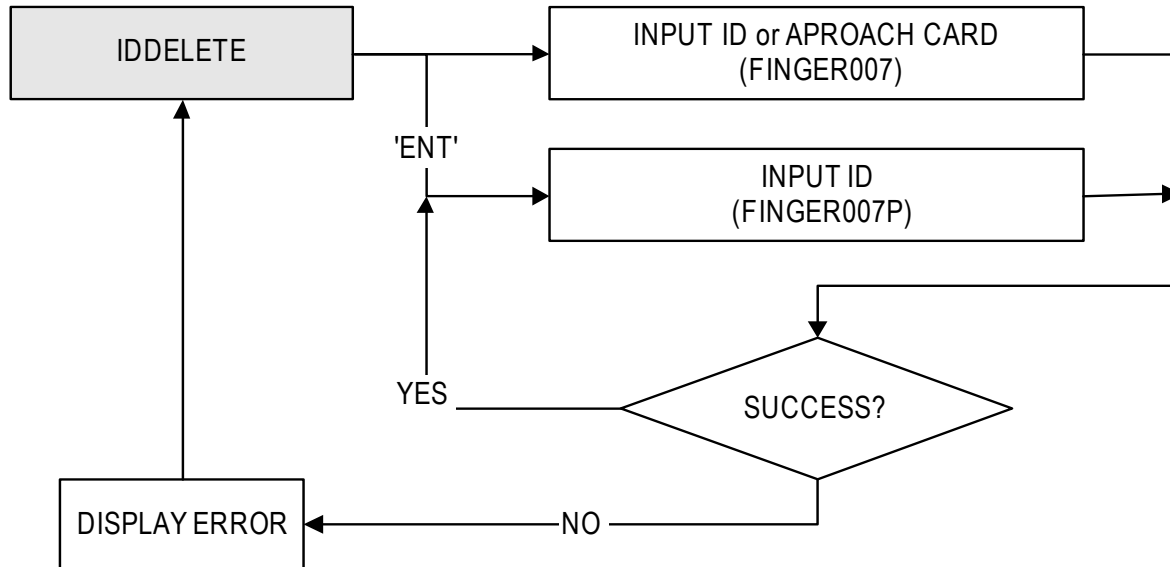 IDDELETE
INPUT ID or APROACH CARD
(FINGER007)
'ENT'
INPUT ID
(FINGER007P)
YES
SUCCESS?
DISPLAY ERROR
NO